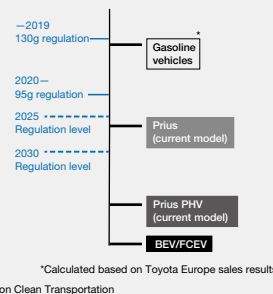 —2019
130g regulation
*
Gasoline
vehicles
2020—
95g regulation
2025
Regulation level
Prius
(current model)
2030
Regulation level
Prius PHV
(current model)
BEV/FCEV
*Calculated based on Toyota Europe sales results
on Clean Transportation